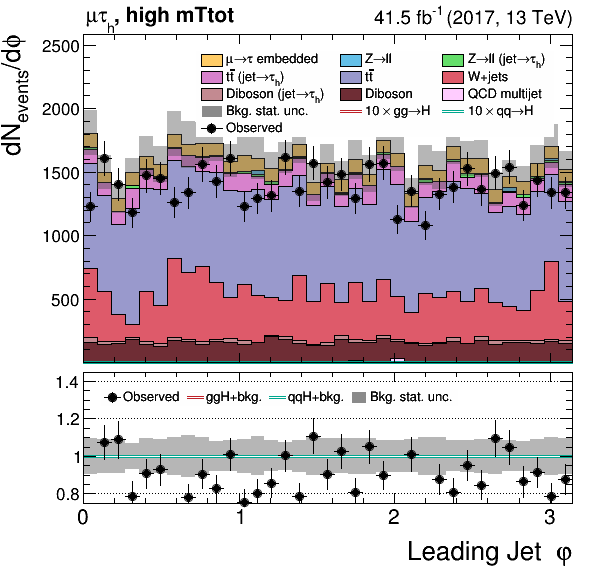 μτh, high mTtot 41.5 fb⁻¹ (2017, 13 TeV)
dNevents/dϕ
2500
2000
1500
1000
500
μ→τ embedded Z→ll Z→ll (jet→τh)
tt̄ (jet→τh) tt̄ W+jets
Diboson (jet→τh) Diboson QCD multijet
Bkg. stat. unc. 10 × gg→H 10 × qq→H
Observed
1.4
1.2
1
0.8
Observed ggH+bkg. qqH+bkg. Bkg. stat. unc.
0 1 2 3
Leading Jet φ